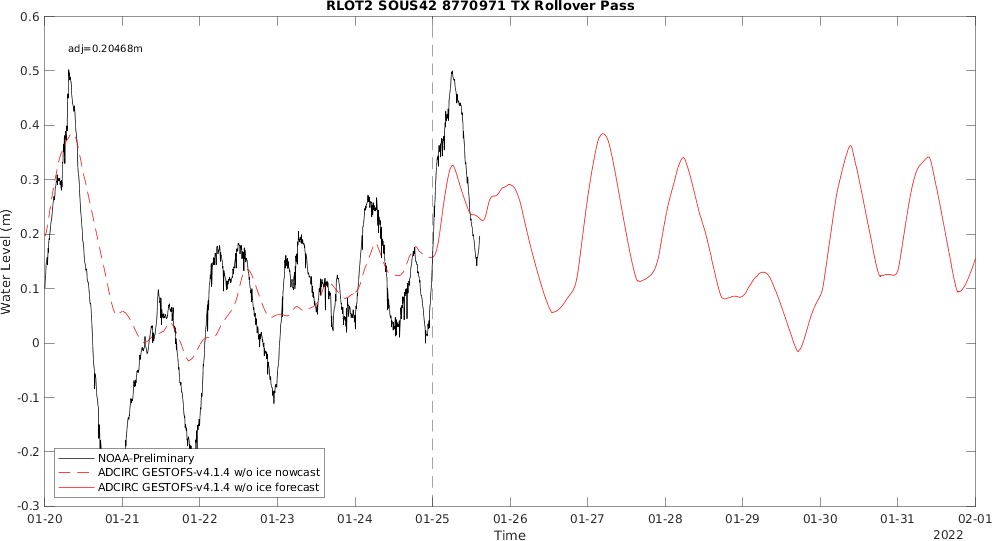 RLOT2 SOUS42 8770971 TX Rollover Pass
adj=0.20468m
0.6
0.5
0.4
0.3
0.2
0.1
0
-0.1
-0.2
-0.3
Water Level (m)
NOAA-Preliminary
ADCIRC GESTOFS-v4.1.4 w/o ice nowcast
ADCIRC GESTOFS-v4.1.4 w/o ice forecast
01-20 01-21 01-22 01-23 01-24 01-25 01-26 01-27 01-28 01-29 01-30 01-31 02-01
Time
2022